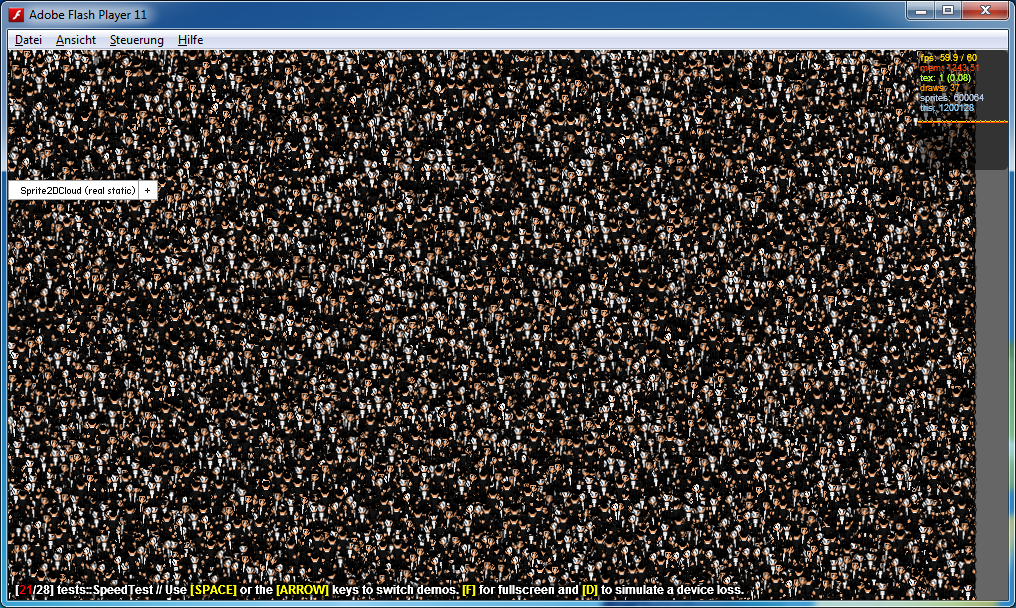 Adobe Flash Player 11
Datei Ansicht Steuerung Hilfe
fps: 59.9 / 60
mem: 1243.51
tex: 1 (0.08)
draws: 37
sprites: 600064
tris: 1200128
Sprite2DCloud (real static) +
[21/28] tests::SpeedTest // Use [SPACE] or the [ARROW] keys to switch demos. [F] for fullscreen and [D] to simulate a device loss.